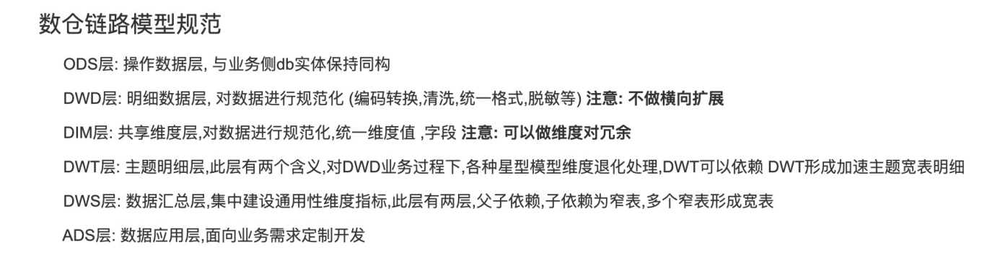 数仓链路模型规范
ODS层: 操作数据层, 与业务侧db实体保持同构
DWD层: 明细数据层, 对数据进行规范化 (编码转换,清洗,统一格式,脱敏等) 注意: 不做横向扩展
DIM层: 共享维度层,对数据进行规范化,统一维度值 ,字段 注意: 可以做维度对冗余
DWT层: 主题明细层,此层有两个含义,对DWD业务过程下,各种星型模型维度退化处理,DWT可以依赖 DWT形成加速主题宽表明细
DWS层: 数据汇总层,集中建设通用性维度指标,此层有两层,父子依赖,子依赖为窄表,多个窄表形成宽表
ADS层: 数据应用层,面向业务需求定制开发